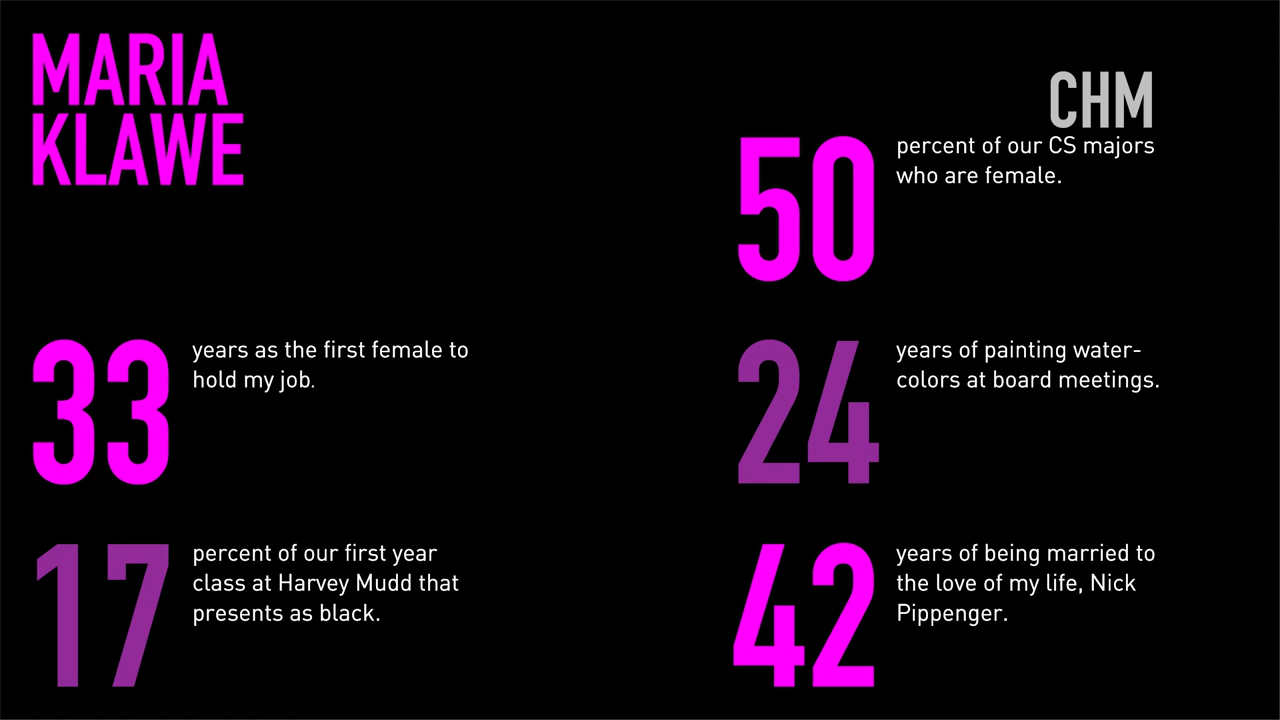 MARIA
KLAWE
CHM
50
percent of our CS majors
who are female.
33
years as the first female to
hold my job.
24
years of painting water-
colors at board meetings.
17
percent of our first year
class at Harvey Mudd that
presents as black.
42
years of being married to
the love of my life, Nick
Pippenger.